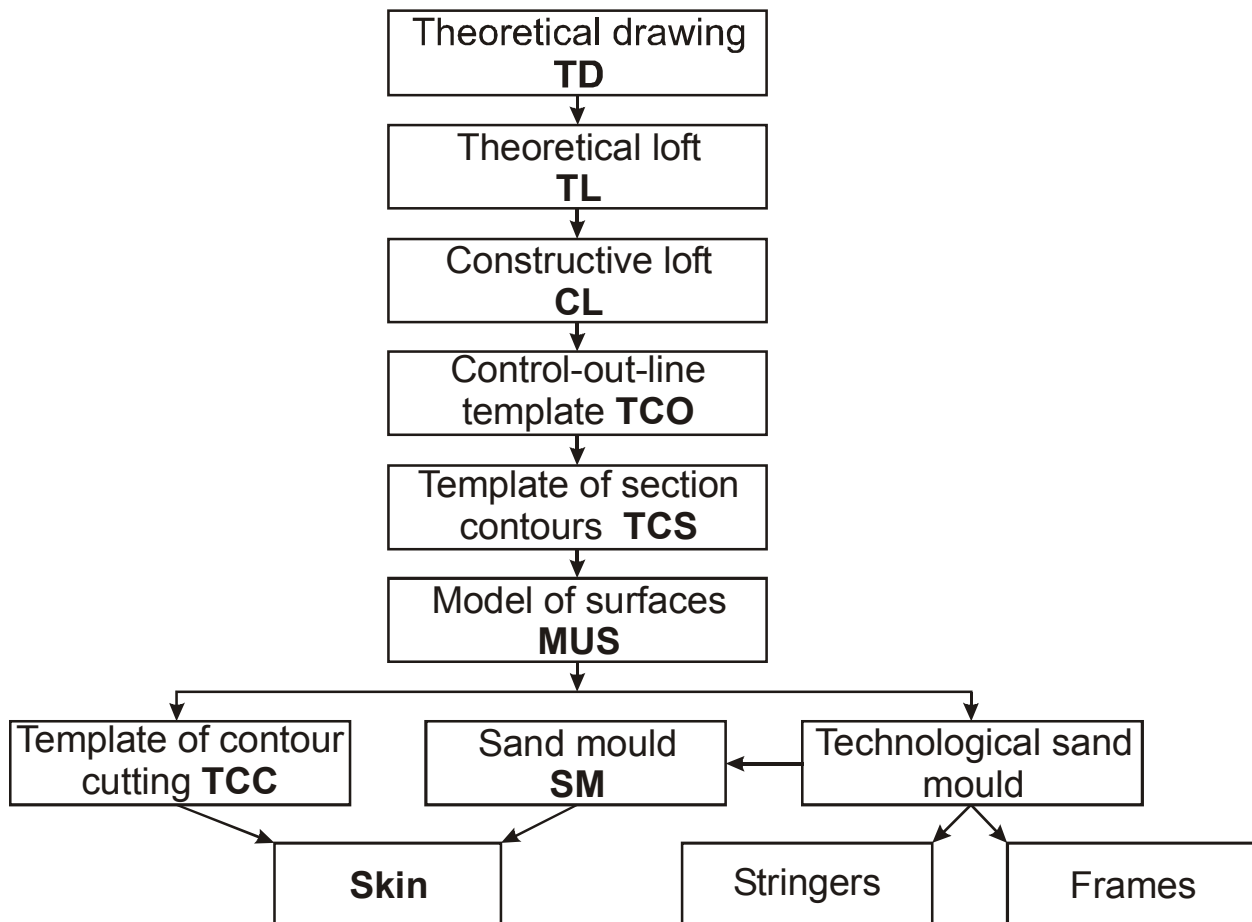 Theoretical drawing
TD
Theoretical loft
TL
Constructive loft
CL
Control-out-line
template TCO
Template of section
contours TCS
Model of surfaces
MUS
Template of contour
cutting TCC
Sand mould
SM
Technological sand
mould
Skin
Stringers
Frames